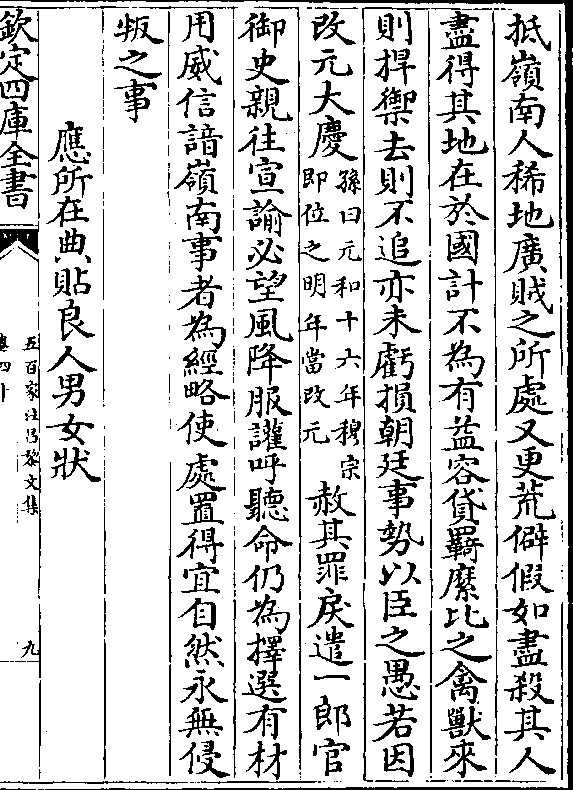 抵嶺南人稀地廣賊之所處又更荒僻假如盡殺其人
盡得其地在於國計不為有益容貸羈縻比之禽獸來
則捍禦去則不追亦未虧損朝廷事勢以臣之愚若因
改元大慶孫曰元和十六年穆宗即位之明年當改元赦其罪戾遣一郎官
御史親往宣諭必望風降服讙呼聽命仍為擇選有材
用威信諳嶺南事者為經略使處置得宜自然永無侵
叛之事
應所在典貼良人男女狀
欽定四庫全書
五百家注昌黎文集
卷四十
九